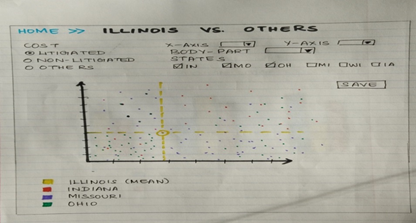 HOME >> ILLINOIS VS. OTHERS
COST X-AXIS Y-AXIS
LITIGATED BODY-PART
NON-LITIGATED STATES
OTHERS IN MO OH MI WI IA
SAVE
ILLINOIS (MEAN)
INDIANA
MISSOURI
OHIO